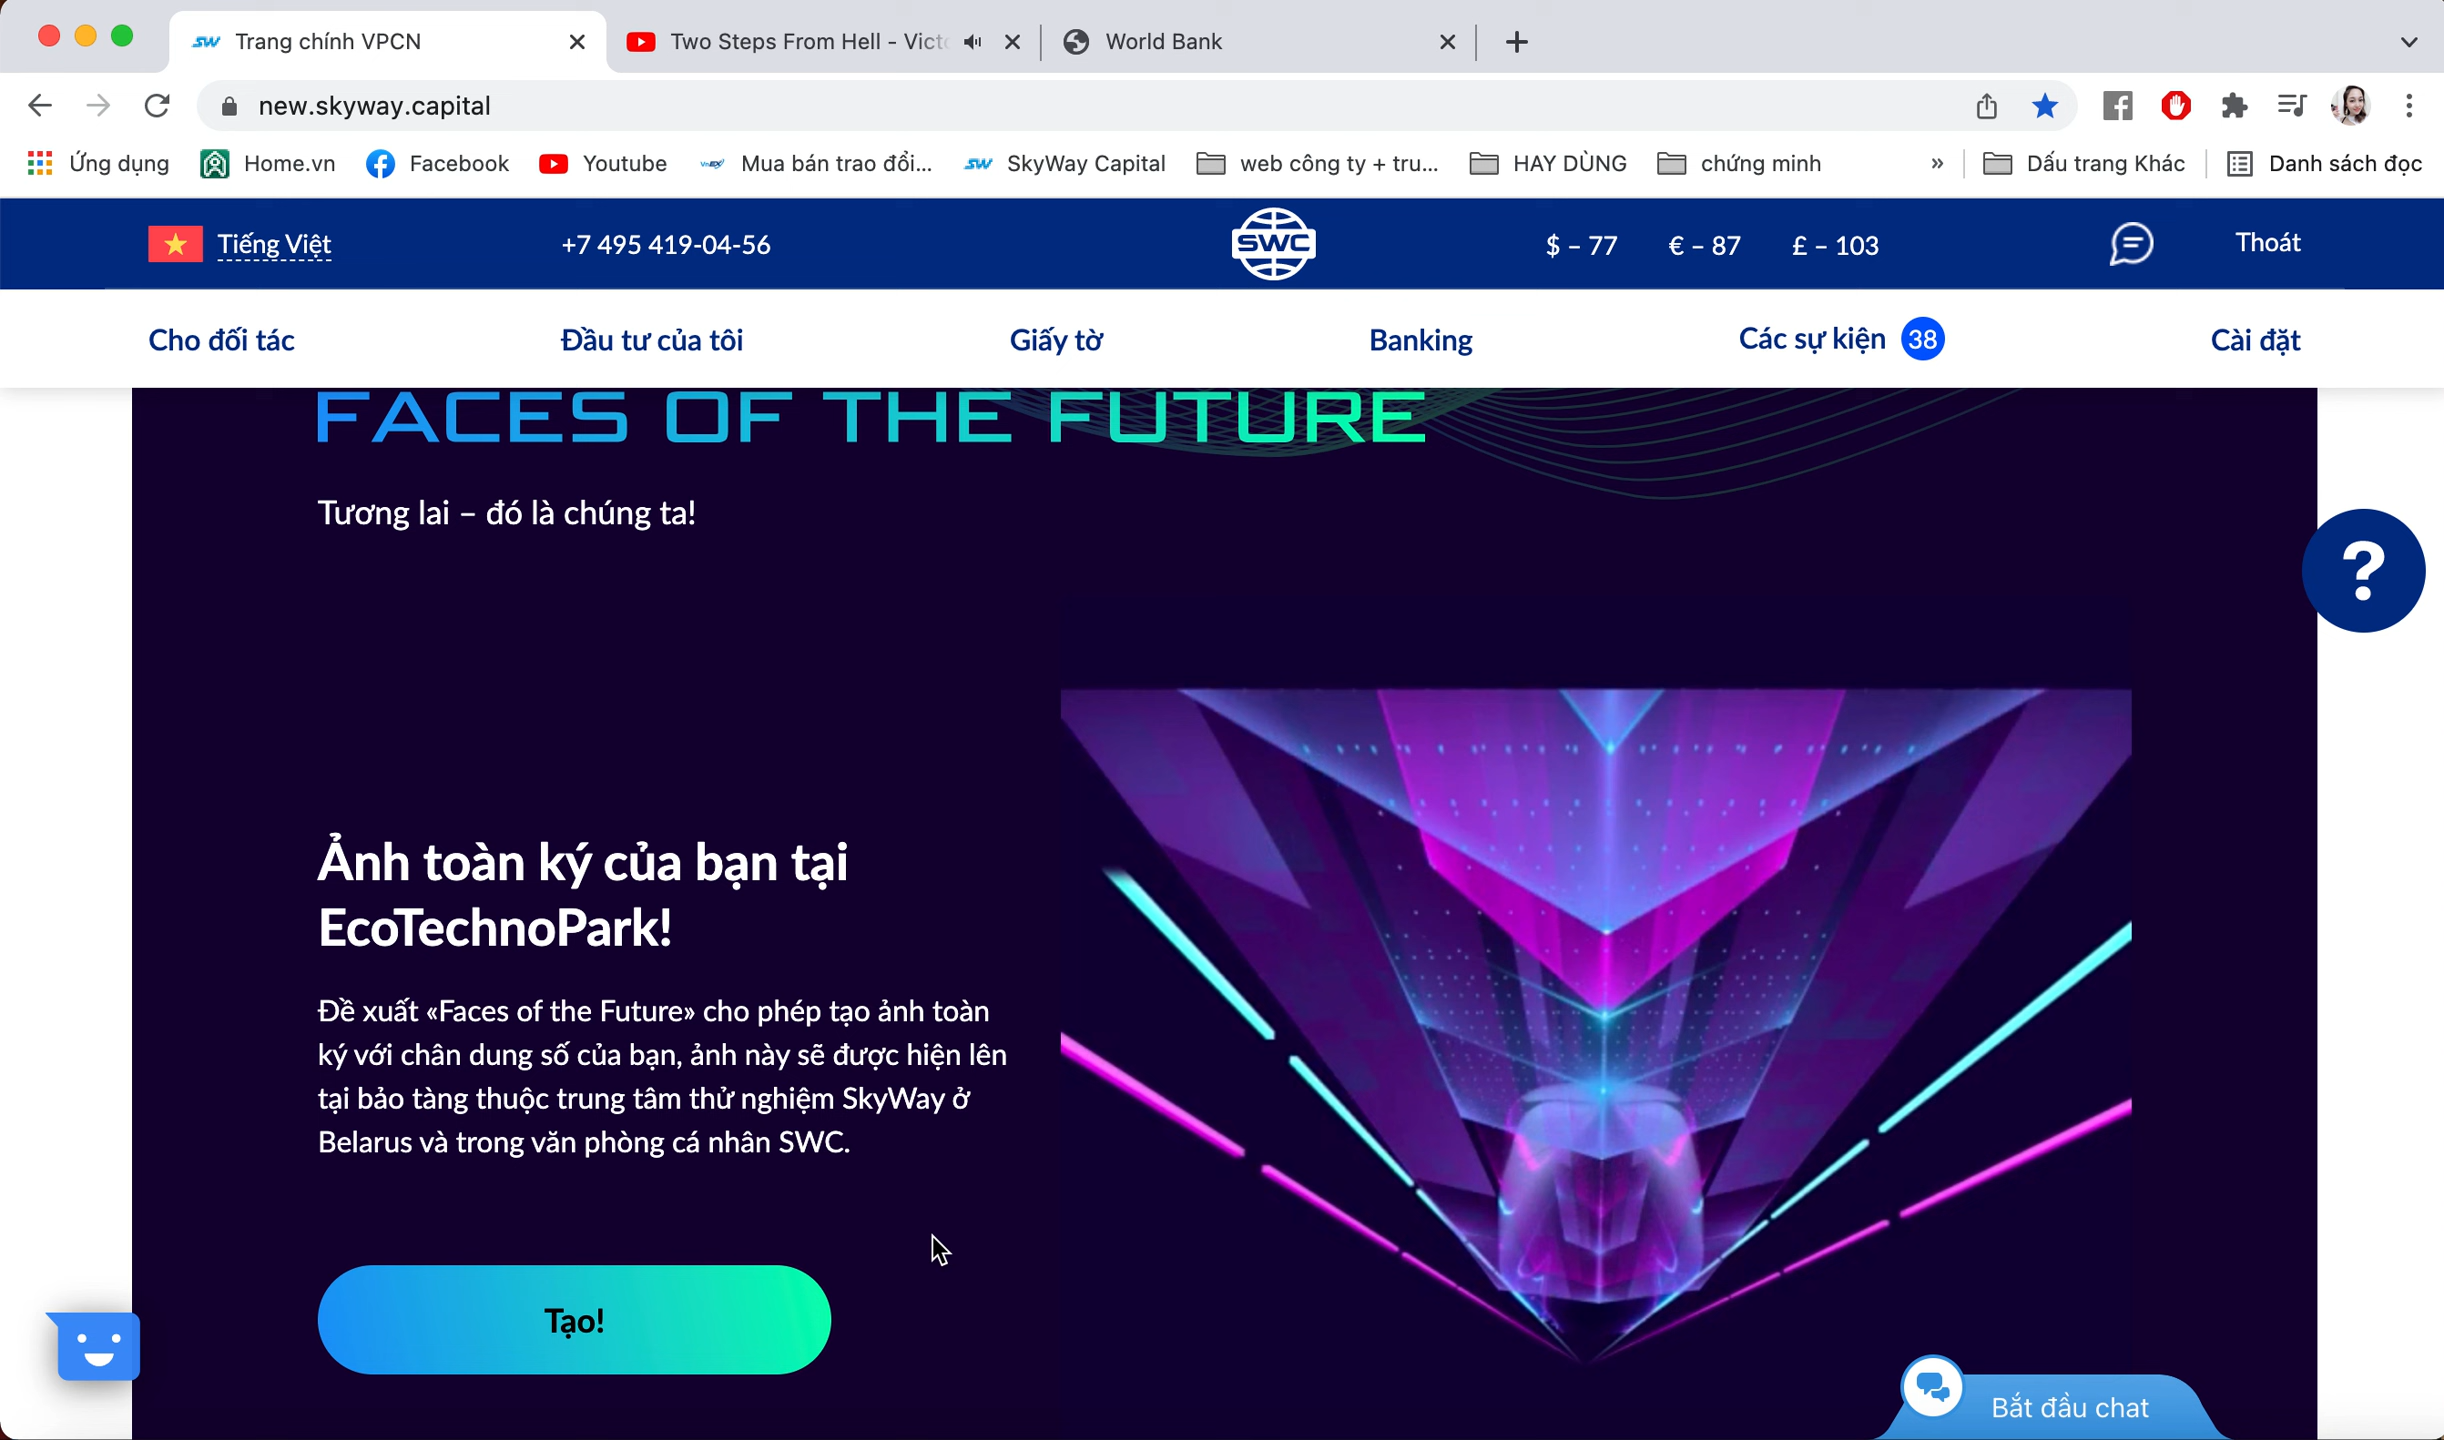 Trang chính VPCN
Two Steps From Hell - Vict
World Bank
new.skyway.capital
Ứng dụng
Home.vn
Facebook
Youtube
Mua bán trao đổi...
SkyWay Capital
web công ty + tru...
HAY DÙNG
chứng minh
»
Dấu trang Khác
Danh sách đọc
Tiếng Việt
+7 495 419-04-56
SWC
$ – 77
€ – 87
£ – 103
Thoát
Cho đối tác
Đầu tư của tôi
Giấy tờ
Banking
Các sự kiện 38
Cài đặt
FACES OF THE FUTURE
Tương lai – đó là chúng ta!
?
Ảnh toàn ký của bạn tại
EcoTechnoPark!
Đề xuất «Faces of the Future» cho phép tạo ảnh toàn
ký với chân dung số của bạn, ảnh này sẽ được hiện lên
tại bảo tàng thuộc trung tâm thử nghiệm SkyWay ở
Belarus và trong văn phòng cá nhân SWC.
Tạo!
Bắt đầu chat